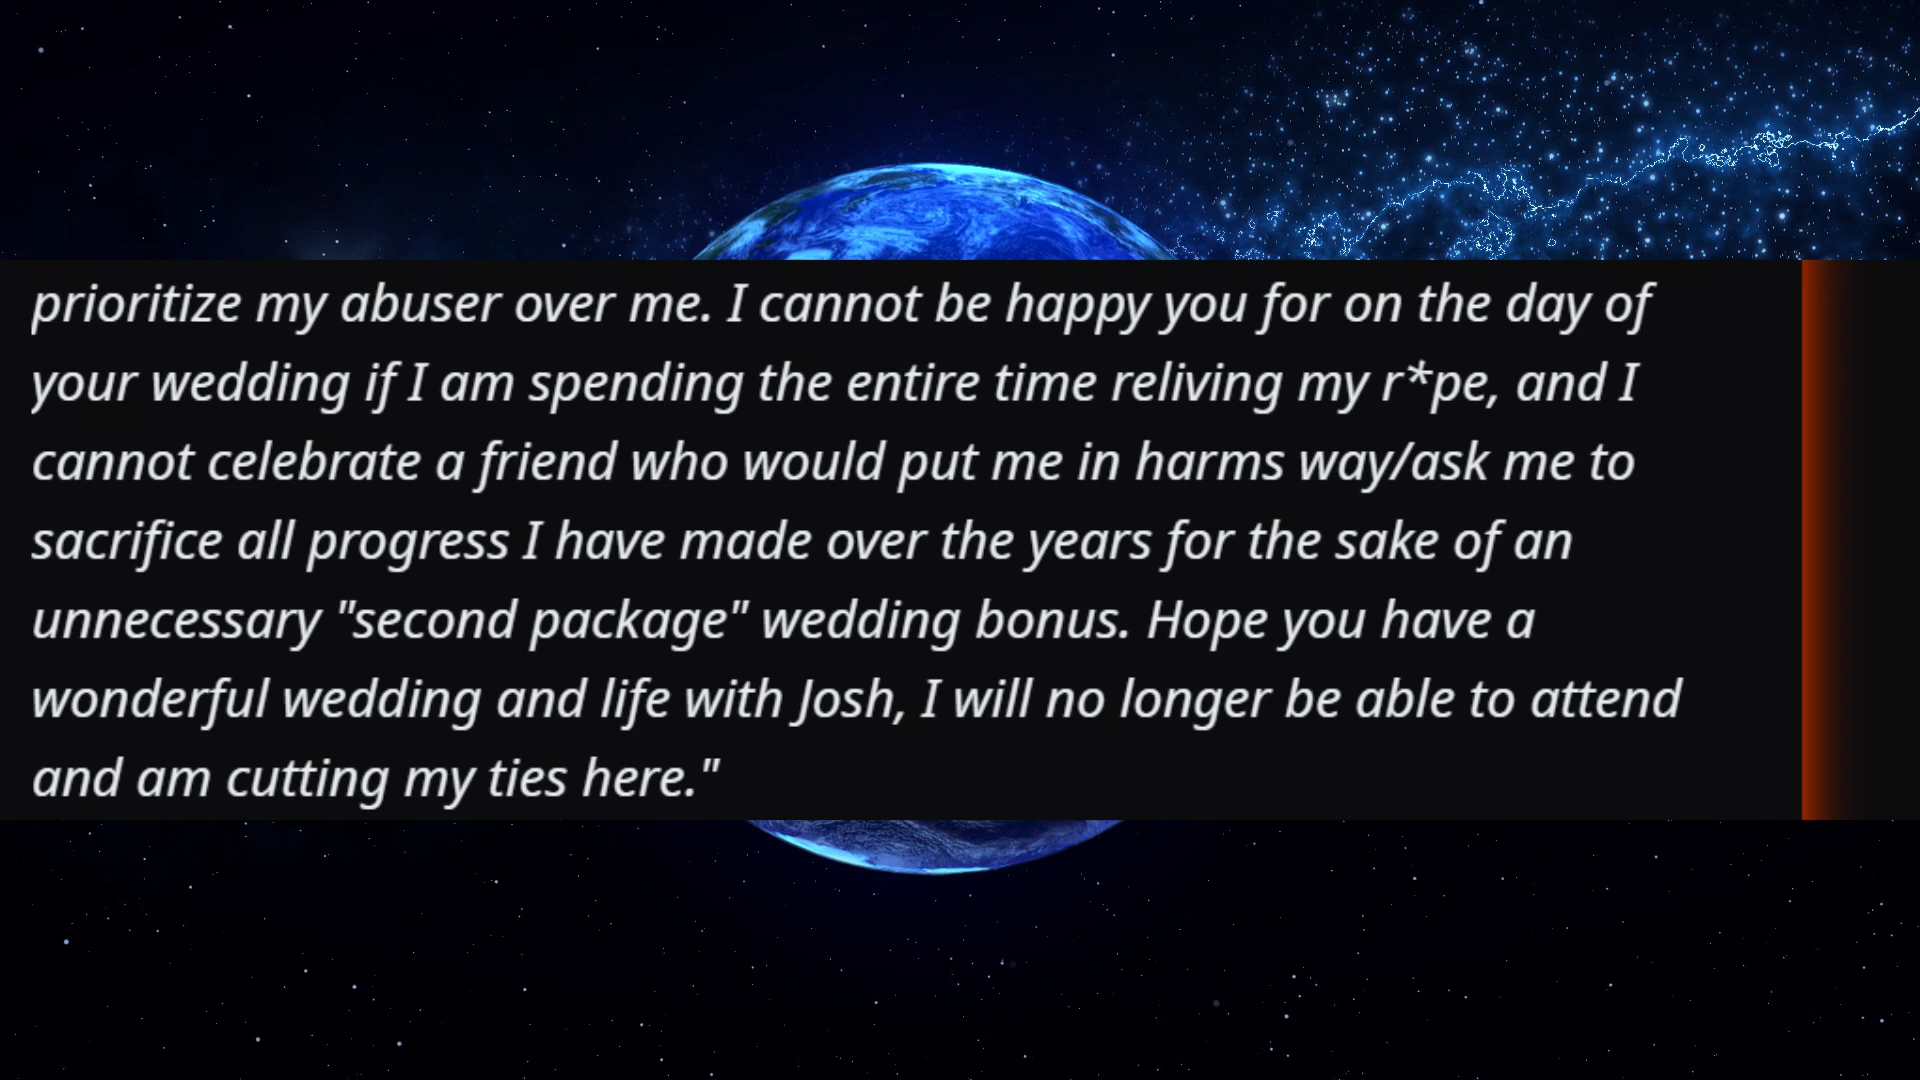 prioritize my abuser over me. I cannot be happy you for on the day of
your wedding if I am spending the entire time reliving my r*pe, and I
cannot celebrate a friend who would put me in harms way/ask me to
sacrifice all progress I have made over the years for the sake of an
unnecessary "second package" wedding bonus. Hope you have a
wonderful wedding and life with Josh, I will no longer be able to attend
and am cutting my ties here."